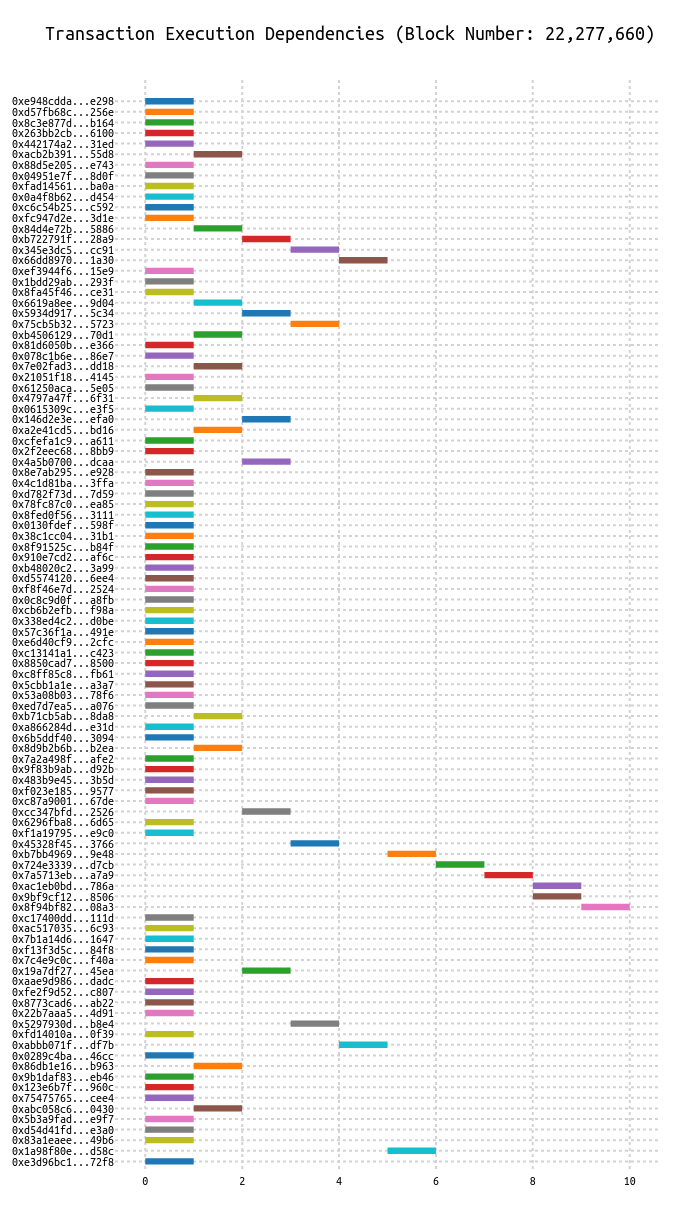 Transaction Execution Dependencies (Block Number: 22,277,660)
0xe948cdda...e298
0xd57fb68c...256e
0x8c3e877d...b164
0x263bb2cb...6100
0x442174a2...31ed
0xacb2b391...55d8
0x88d5e205...e743
0x04951e7f...8d0f
0xfad14561...ba0a
0x0a4f8b62...d454
0xc6c54b25...c592
0xfc947d2e...3d1e
0x84d4e72b...5886
0xb722791f...28a9
0x345e3dc5...cc91
0x66dd8970...1a30
0xef3944f6...15e9
0x1bdd29ab...293f
0x8fa45f46...ce31
0x6619a8ee...9d04
0x5934d917...5c34
0x75cb5b32...5723
0xb4506129...70d1
0x81d6050b...e366
0x078c1b6e...86e7
0x7e02fad3...dd18
0x21051f18...4145
0x61250aca...5e05
0x4797a47f...6f31
0x0615309c...e3f5
0x146d2e3e...efa0
0xa2e41cd5...bd16
0xcfefa1c9...a611
0x2f2eec68...8bb9
0x4a5b0700...dcaa
0x8e7ab295...e928
0x4c1d81ba...3ffa
0xd782f73d...7d59
0x78fc87c0...ea85
0x8fed0f56...3111
0x0130fdef...598f
0x38c1cc04...31b1
0x8f91525c...b84f
0x910e7cd2...af6c
0xb48020c2...3a99
0xd5574120...6ee4
0xf8f46e7d...2524
0x0c8c9d0f...a8fb
0xcb6b2efb...f98a
0x338ed4c2...d0be
0x57c36f1a...491e
0xe6d40cf9...2cfc
0xc13141a1...c423
0x8850cad7...8500
0xc8ff85c8...fb61
0x5cbb1a1e...a3a7
0x53a08b03...78f6
0xed7d7ea5...a076
0xb71cb5ab...8da8
0xa866284d...e31d
0x6b5ddf40...3094
0x8d9b2b6b...b2ea
0x7a2a498f...afe2
0x9f83b9ab...d92b
0x483b9e45...3b5d
0xf023e185...9577
0xc87a9001...67de
0xcc347bfd...2526
0x6296fba8...6d65
0xf1a19795...e9c0
0x45328f45...3766
0xb7bb4969...9e48
0x724e3339...d7cb
0x7a5713eb...a7a9
0xac1eb0bd...786a
0x9bf9cf12...8506
0x8f94bf82...08a3
0xc17400dd...111d
0xac517035...6c93
0x7b1a14d6...1647
0xf13f3d5c...84f8
0x7c4e9c0c...f40a
0x19a7df27...45ea
0xaae9d986...dadc
0xfe2f9d52...c807
0x8773cad6...ab22
0x22b7aaa5...4d91
0x5297930d...b8e4
0xfd14010a...0f39
0xabbb071f...df7b
0x0289c4ba...46cc
0x86db1e16...b963
0x9b1daf83...eb46
0x123e6b7f...960c
0x75475765...cee4
0xabc058c6...0430
0x5b3a9fad...e9f7
0xd54d41fd...e3a0
0x83a1eaee...49b6
0x1a98f80e...d58c
0xe3d96bc1...72f8
0 2 4 6 8 10